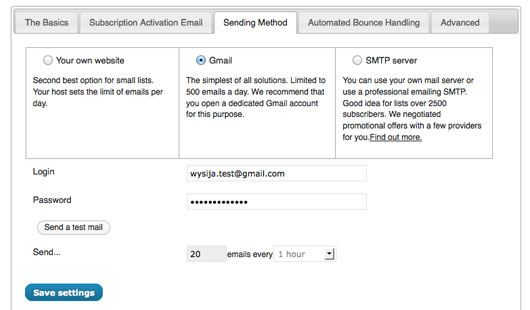 The Basics
Subscription Activation Email
Sending Method
Automated Bounce Handling
Advanced
Your own website
Second best option for small lists.
Your host sets the limit of emails per
day.
Gmail
The simplest of all solutions. Limited to
500 emails a day. We recommend that
you open a dedicated Gmail account
for this purpose.
SMTP server
You can use your own mail server or
use a professional emailing SMTP.
Good idea for lists over 2500
subscribers. We negotiated
promotional offers with a few providers
for you.Find out more.
Login
wysija.test@gmail.com
Password
•••••••••••••
Send a test mail
Send...
20 emails every 1 hour
Save settings